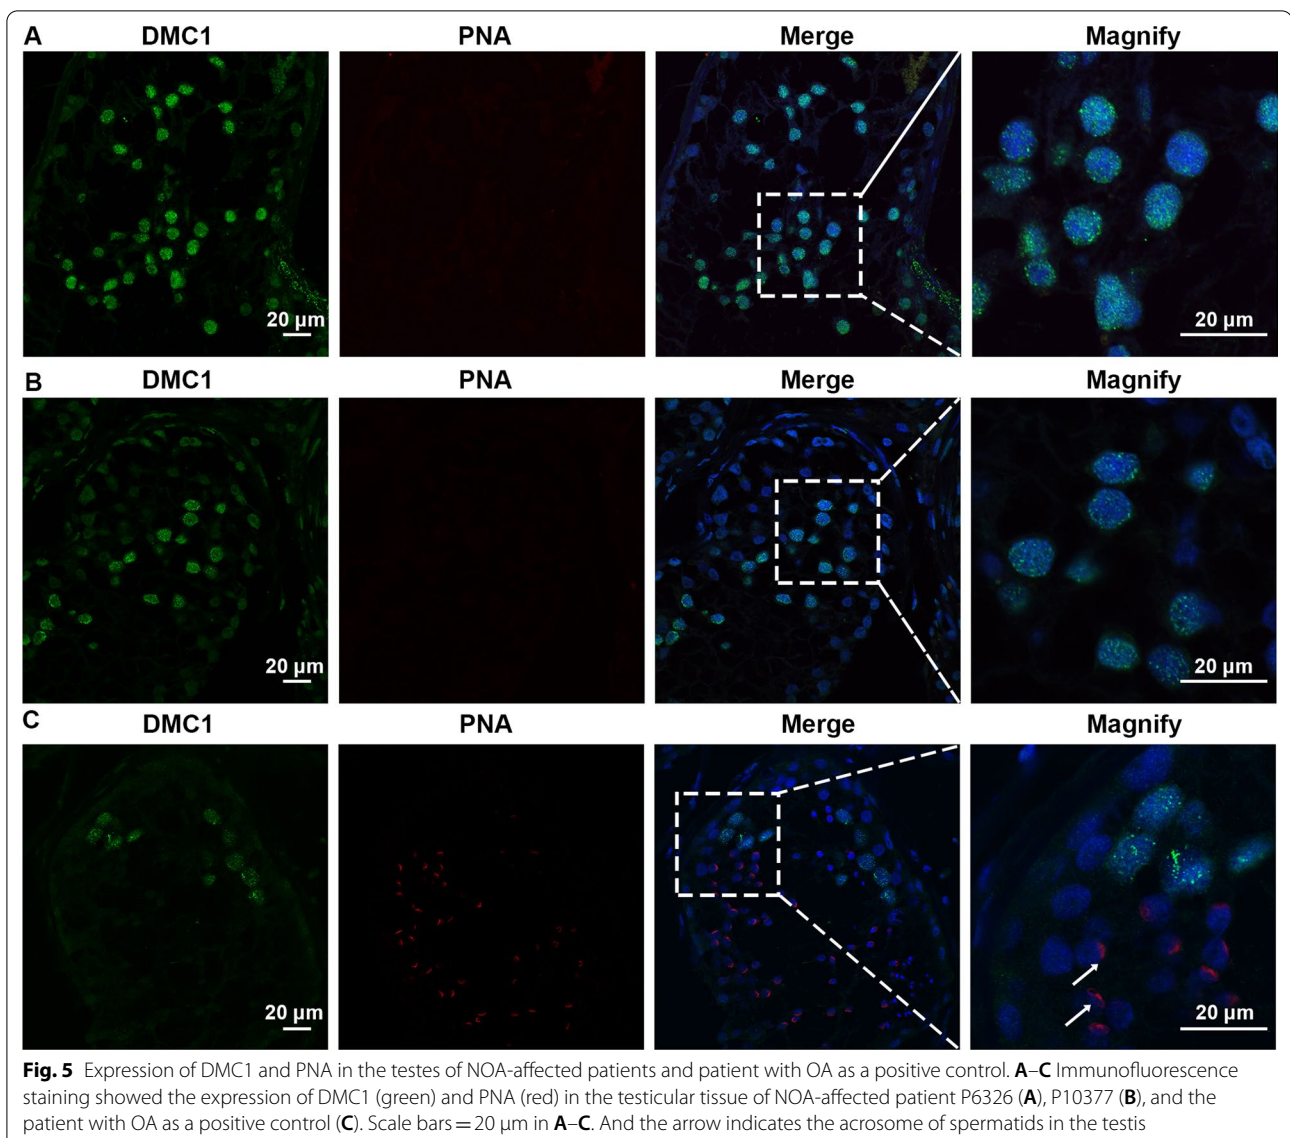 A DMC1 PNA Merge Magnify
20 µm 20 µm
B DMC1 PNA Merge Magnify
20 µm 20 µm
C DMC1 PNA Merge Magnify
20 µm 20 µm
Fig. 5 Expression of DMC1 and PNA in the testes of NOA-affected patients and patient with OA as a positive control. A–C Immunofluorescence
staining showed the expression of DMC1 (green) and PNA (red) in the testicular tissue of NOA-affected patient P6326 (A), P10377 (B), and the
patient with OA as a positive control (C). Scale bars = 20 µm in A–C. And the arrow indicates the acrosome of spermatids in the testis